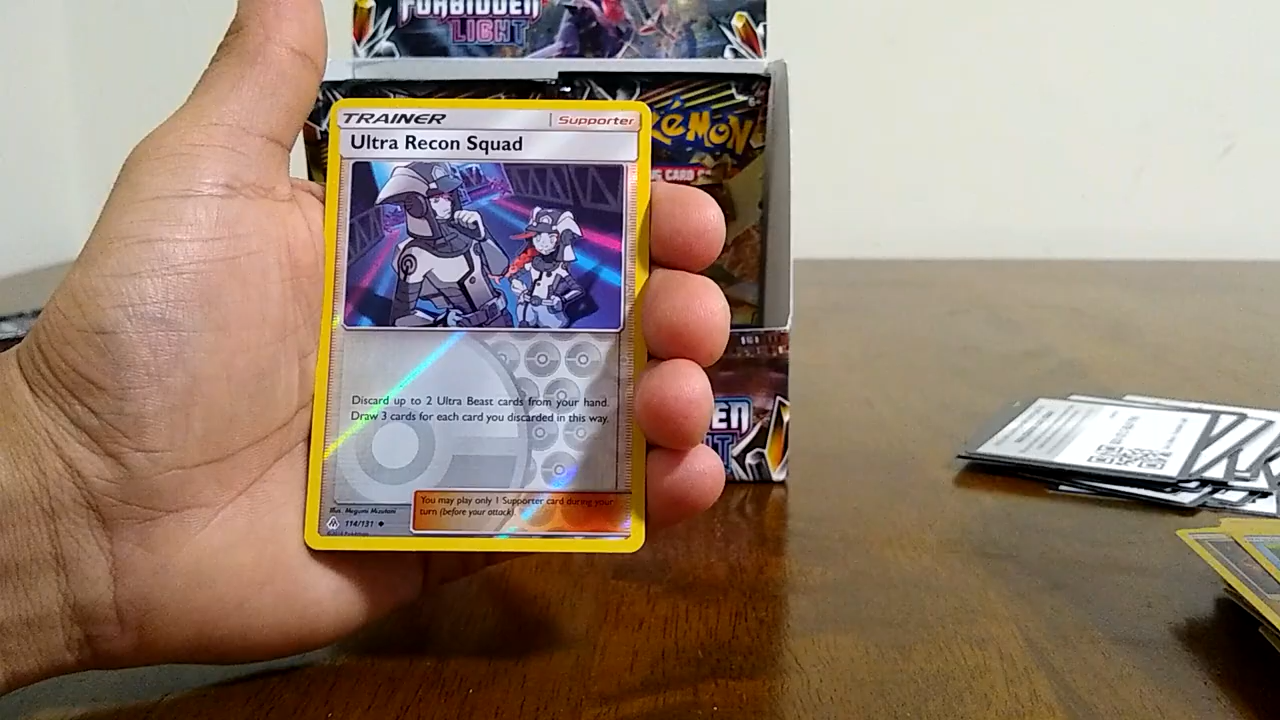 FORBIDDEN
LIGHT
TRAINER
Supporter
Ultra Recon Squad
Discard up to 2 Ultra Beast cards from your hand.
Draw 3 cards for each card you discarded in this way.
You may play only 1 Supporter card during your
turn (before your attack).
Illus. Megumi Mizutani
114/131